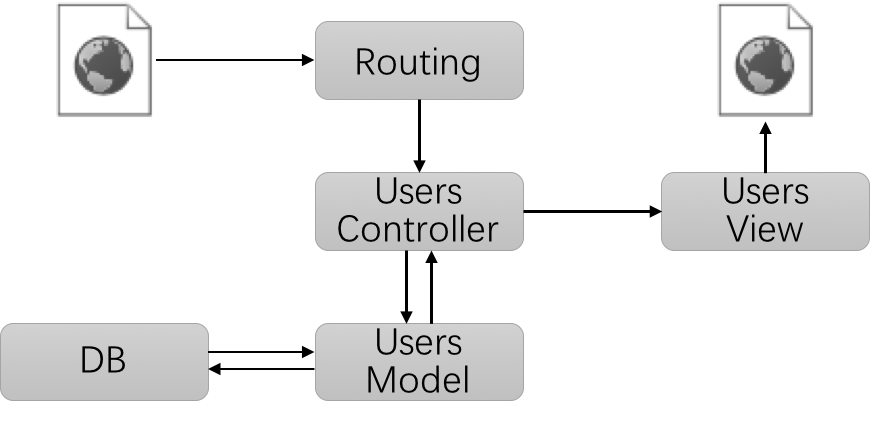 Routing
Users
Controller
Users
View
DB
Users
Model